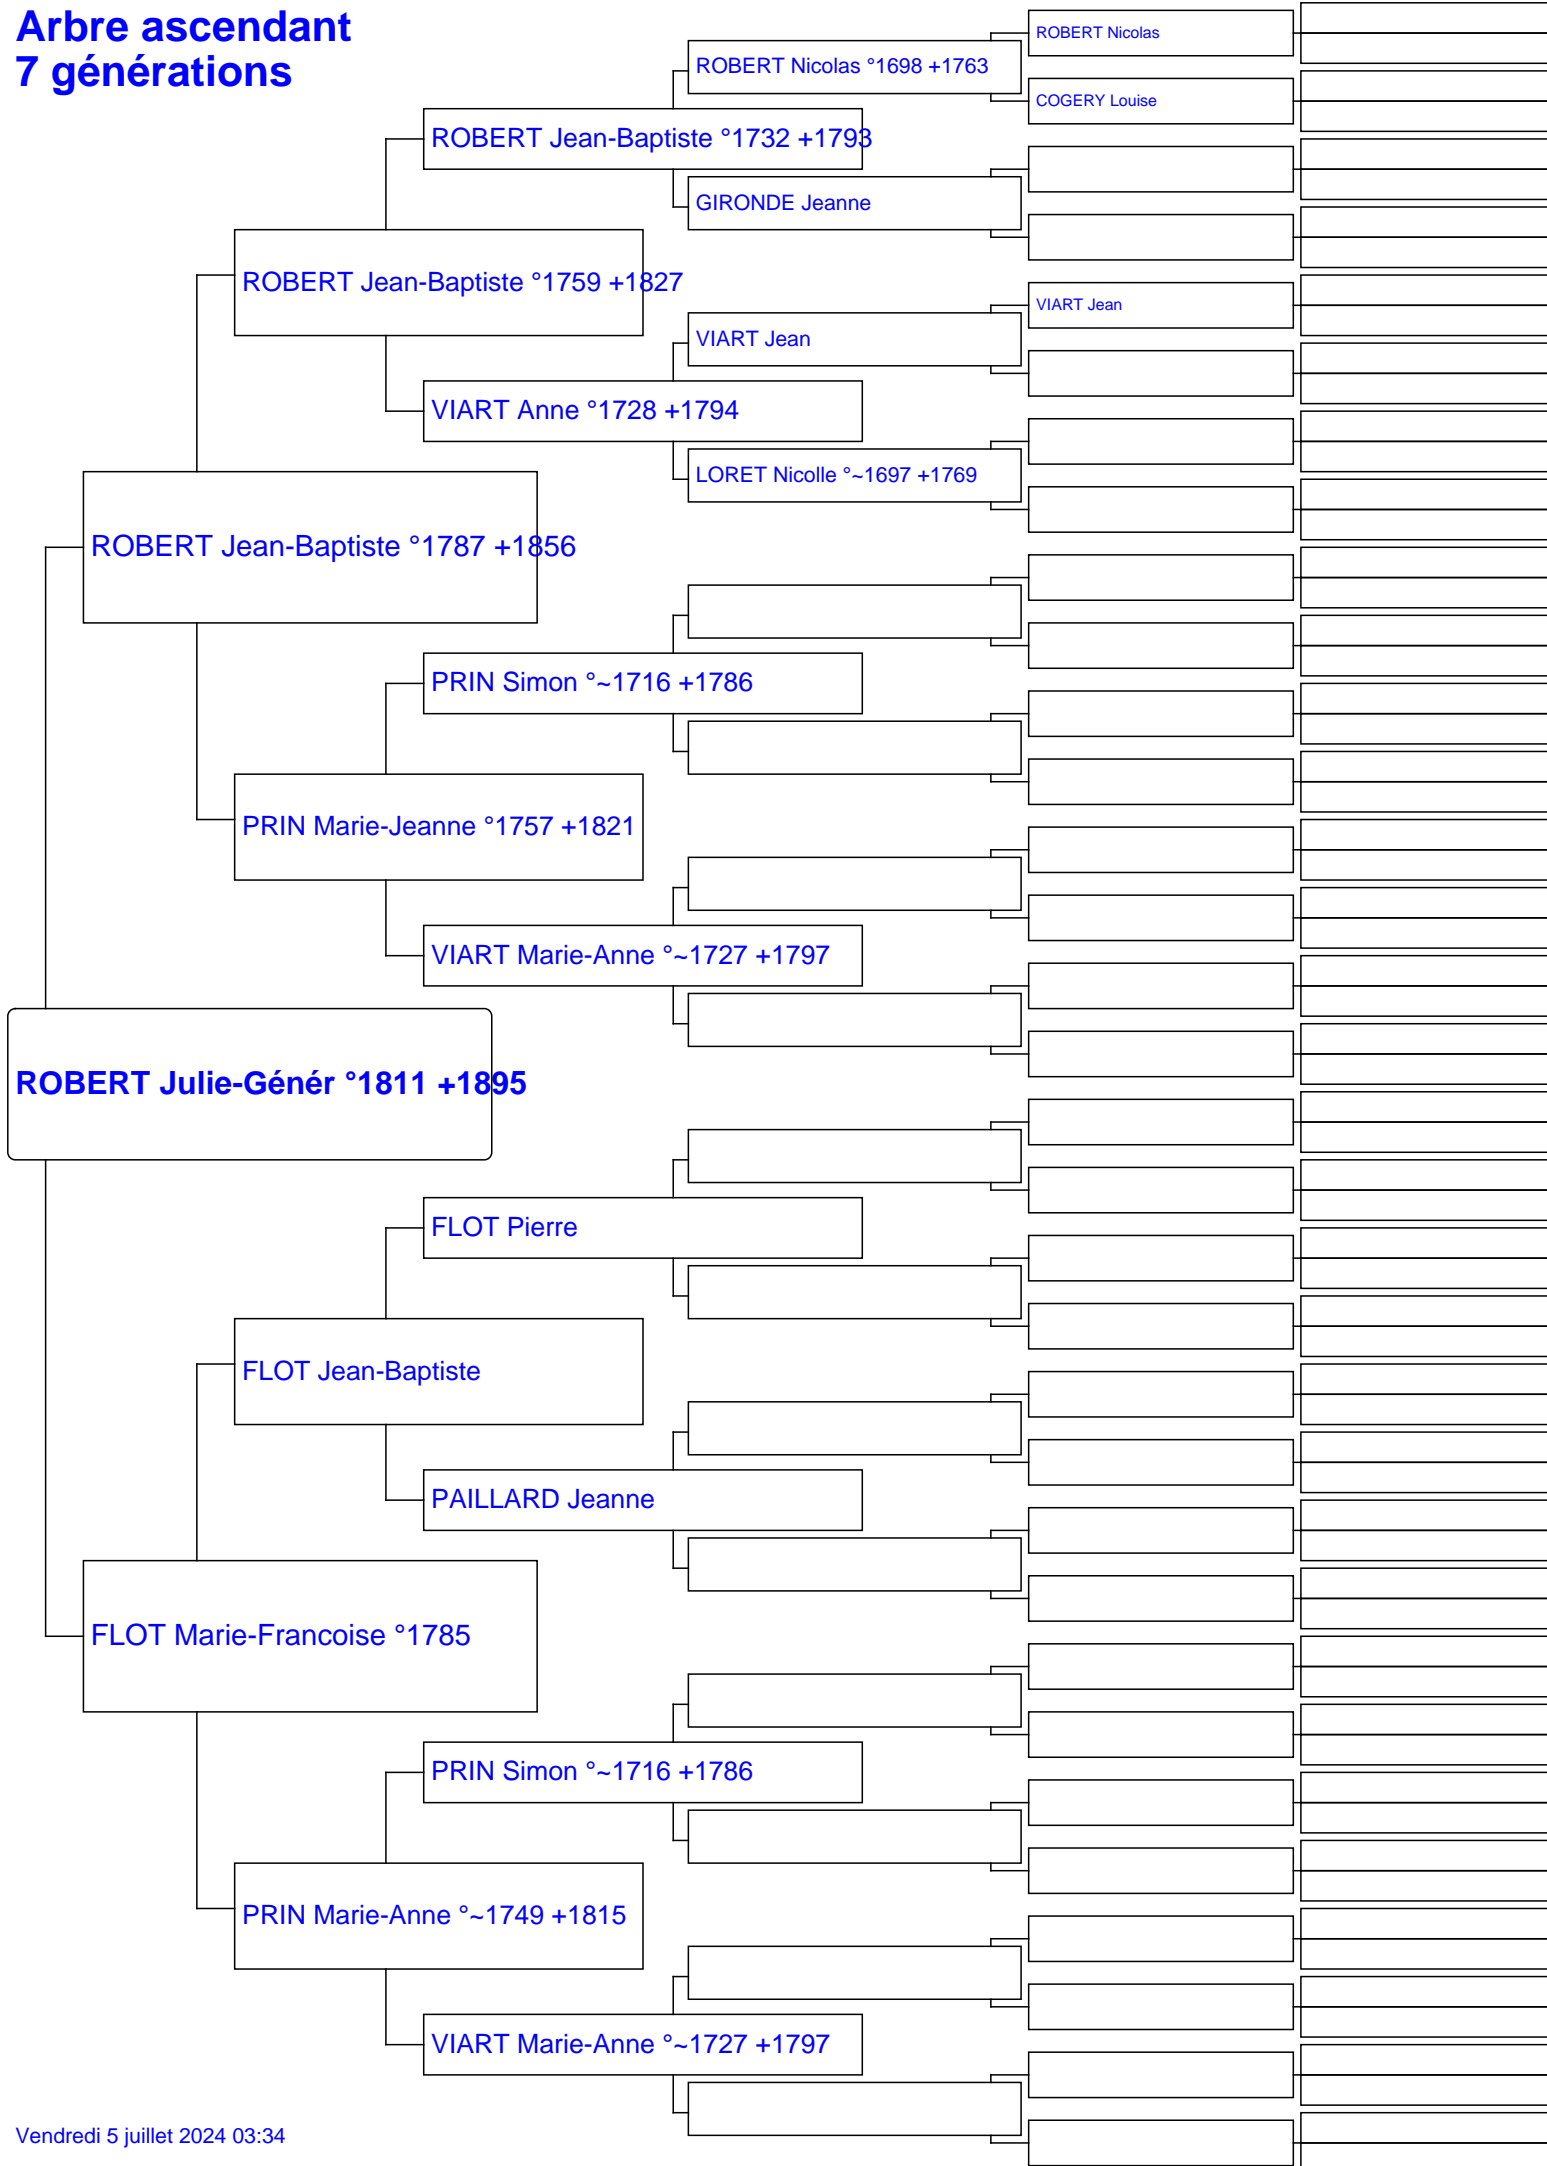 Arbre ascendant
7 générations
ROBERT Nicolas
ROBERT Nicolas °1698 +1763
COGERY Louise
ROBERT Jean-Baptiste °1732 +1793
GIRONDE Jeanne
ROBERT Jean-Baptiste °1759 +1827
VIART Jean
VIART Jean
VIART Anne °1728 +1794
LORET Nicolle °~1697 +1769
ROBERT Jean-Baptiste °1787 +1856
PRIN Simon °~1716 +1786
PRIN Marie-Jeanne °1757 +1821
VIART Marie-Anne °~1727 +1797
ROBERT Julie-Génér °1811 +1895
FLOT Pierre
FLOT Jean-Baptiste
PAILLARD Jeanne
FLOT Marie-Francoise °1785
PRIN Simon °~1716 +1786
PRIN Marie-Anne °~1749 +1815
VIART Marie-Anne °~1727 +1797
Vendredi 5 juillet 2024 03:34